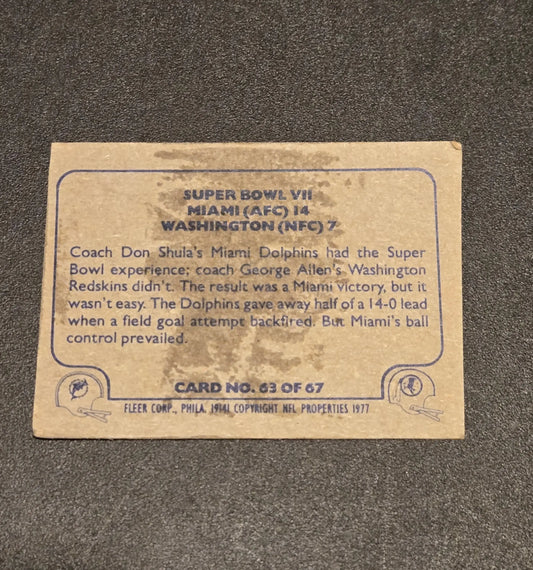 SUPER BOWL VII
MIAMI (AFC) 14
WASHINGTON (NFC) 7
Coach Don Shula's Miami Dolphins had the Super
Bowl experience; coach George Allen's Washington
Redskins didn't. The result was a Miami victory, but it
wasn't easy. The Dolphins gave away half of a 14-0 lead
when a field goal attempt backfired. But Miami's ball
control prevailed.
CARD NO. 63 OF 67
FLEER CORP., PHILA. 19141 COPYRIGHT NFL PROPERTIES 1977